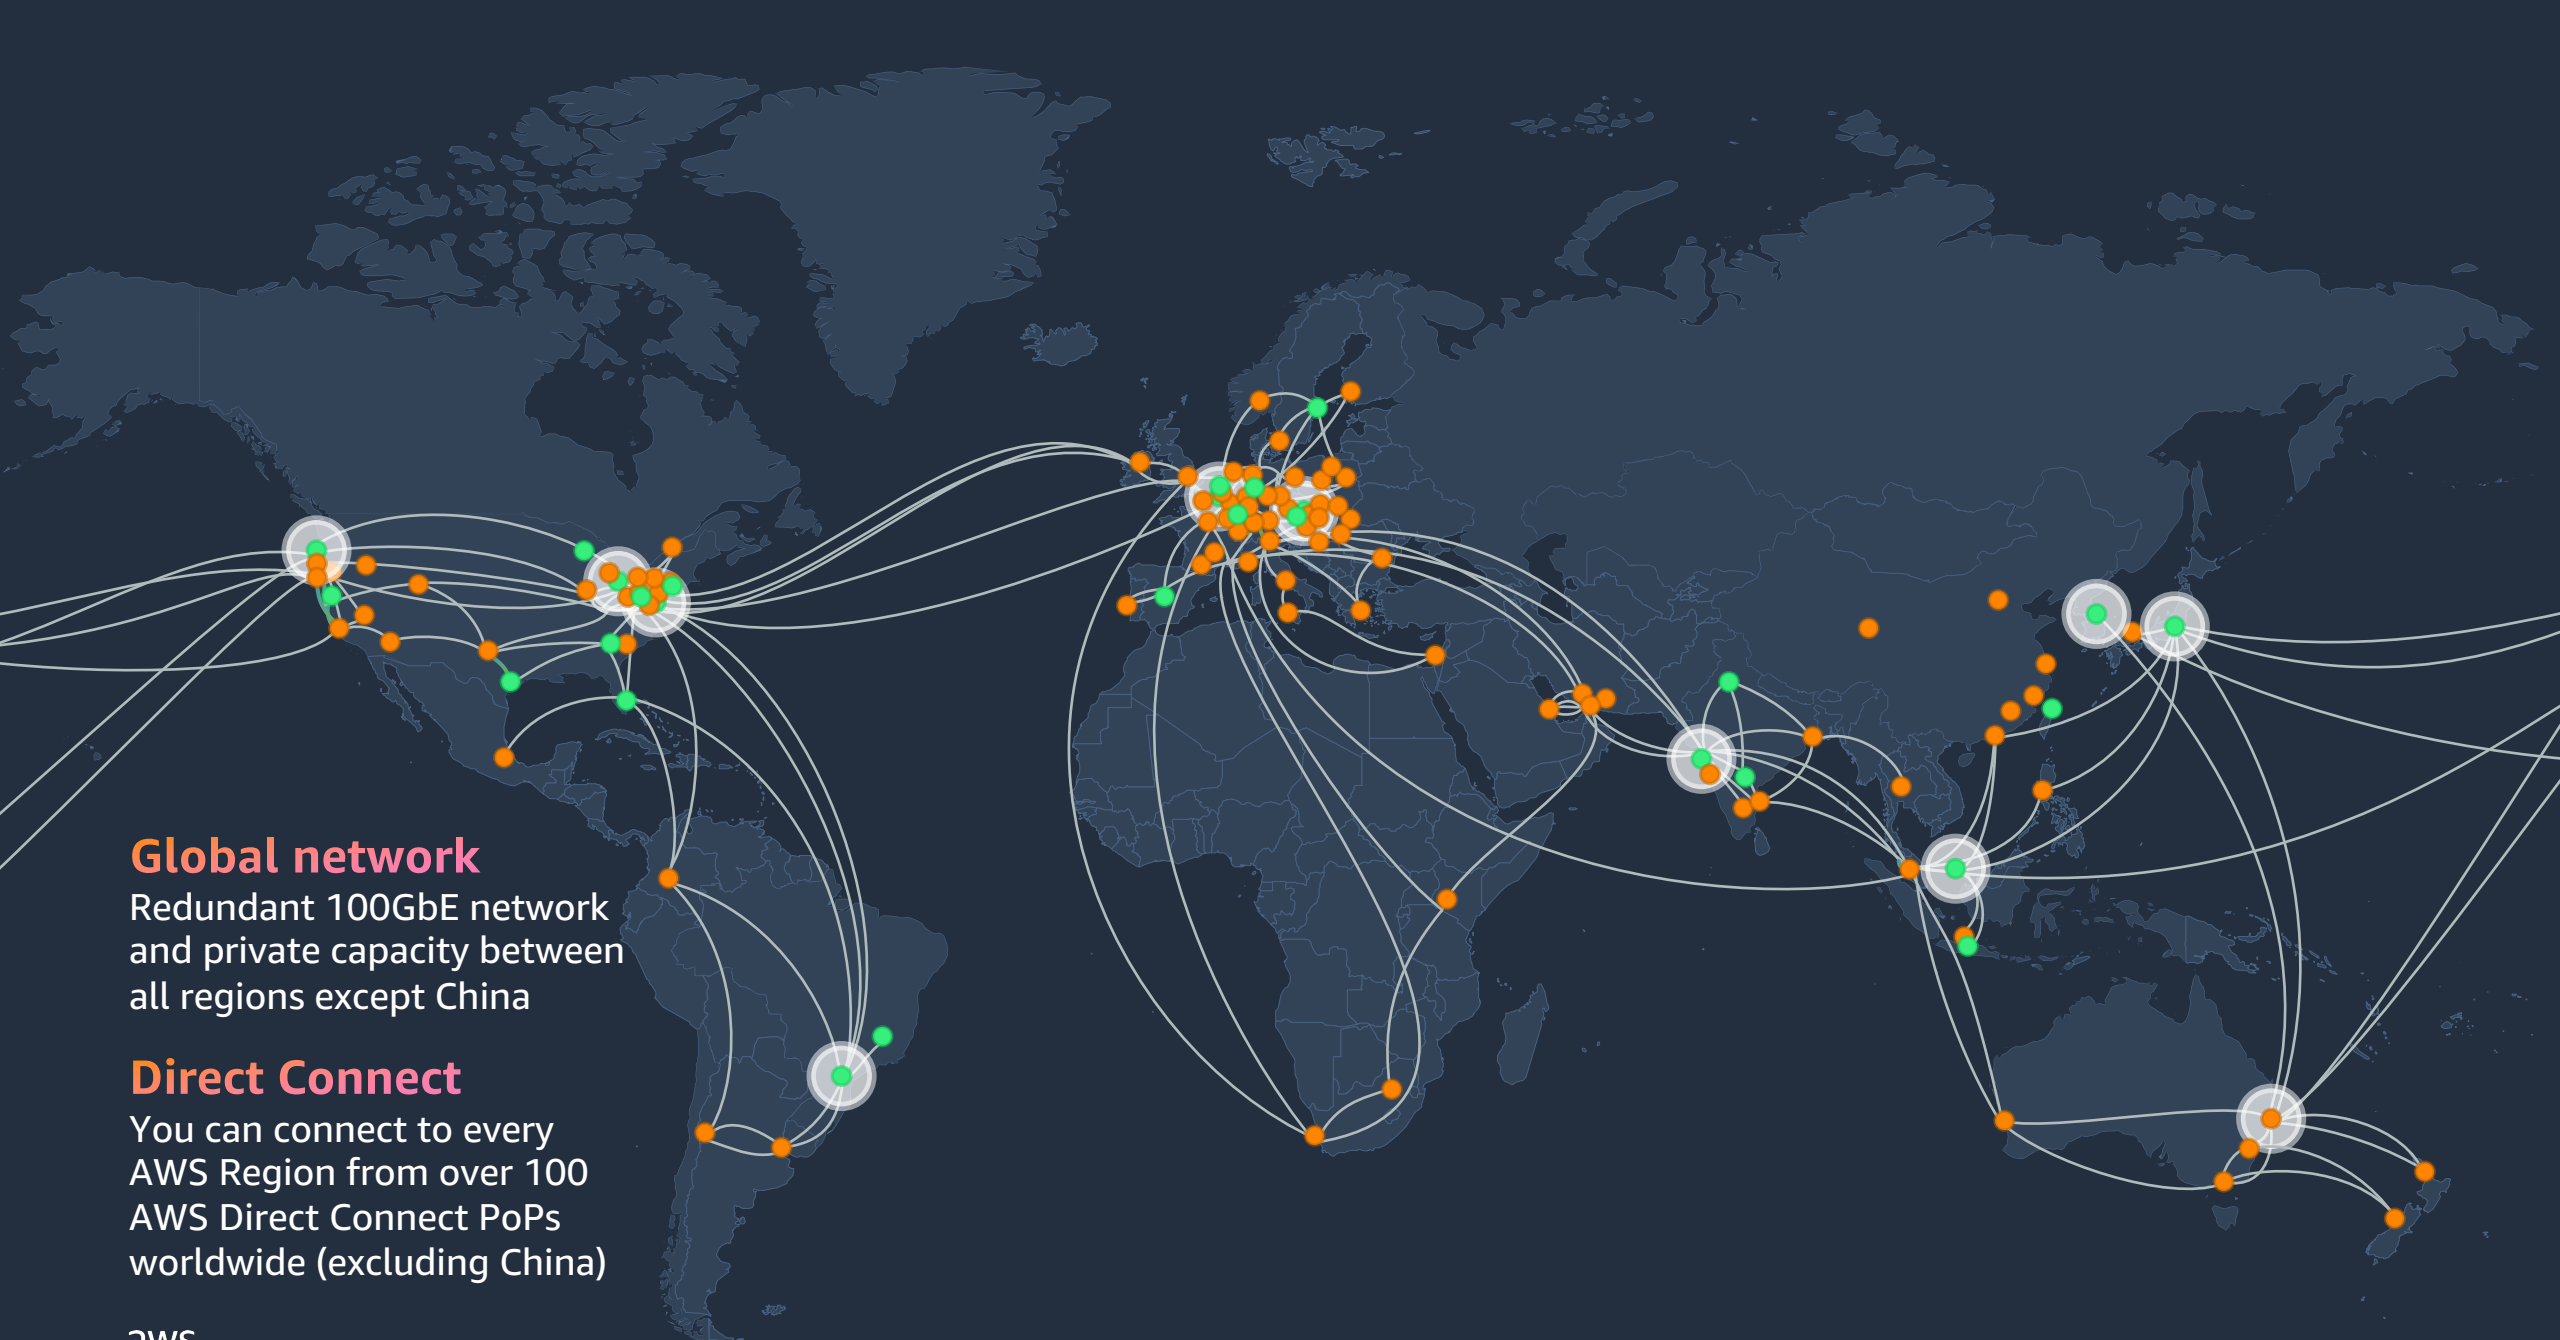 Global network
Redundant 100GbE network
and private capacity between
all regions except China
Direct Connect
You can connect to every
AWS Region from over 100
AWS Direct Connect PoPs
worldwide (excluding China)
aws